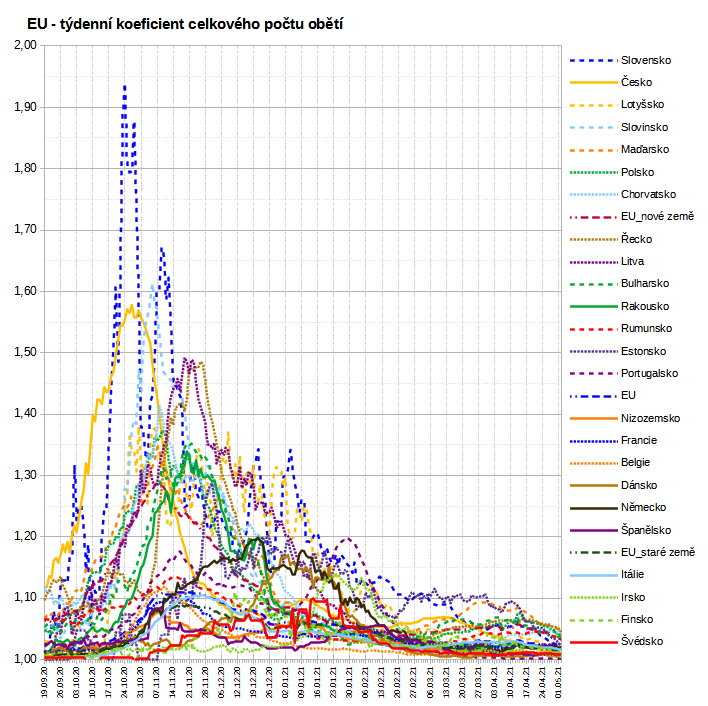 EU - týdenní koeficient celkového počtu obětí
2,00
1,90
1,80
1,70
1,60
1,50
1,40
1,30
1,20
1,10
1,00
19.09.20
26.09.20
03.10.20
10.10.20
17.10.20
24.10.20
31.10.20
07.11.20
14.11.20
21.11.20
28.11.20
05.12.20
12.12.20
19.12.20
26.12.20
02.01.21
09.01.21
16.01.21
23.01.21
30.01.21
06.02.21
13.02.21
20.02.21
27.02.21
06.03.21
13.03.21
20.03.21
27.03.21
03.04.21
10.04.21
17.04.21
24.04.21
01.05.21
Slovensko
Česko
Lotyšsko
Slovinsko
Maďarsko
Polsko
Chorvatsko
EU_nové země
Řecko
Litva
Bulharsko
Rakousko
Rumunsko
Estonsko
Portugalsko
EU
Nizozemsko
Francie
Belgie
Dánsko
Německo
Španělsko
EU_staré země
Itálie
Irsko
Finsko
Švédsko